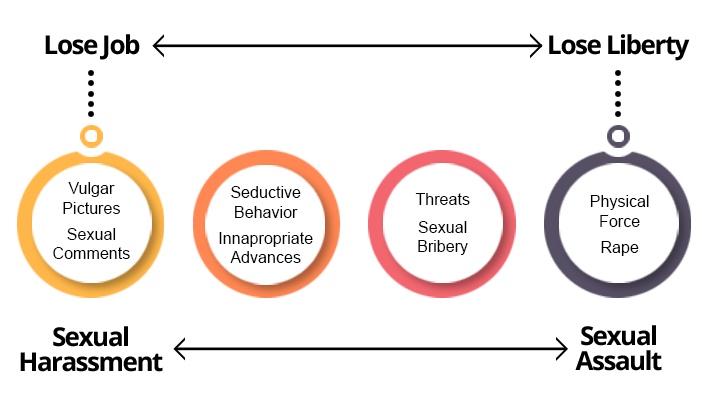 Lose Job
Lose Liberty
Vulgar
Pictures
Sexual
Comments
Seductive
Behavior
Innapropriate
Advances
Threats
Sexual
Bribery
Physical
Force
Rape
Sexual
Harassment
Sexual
Assault